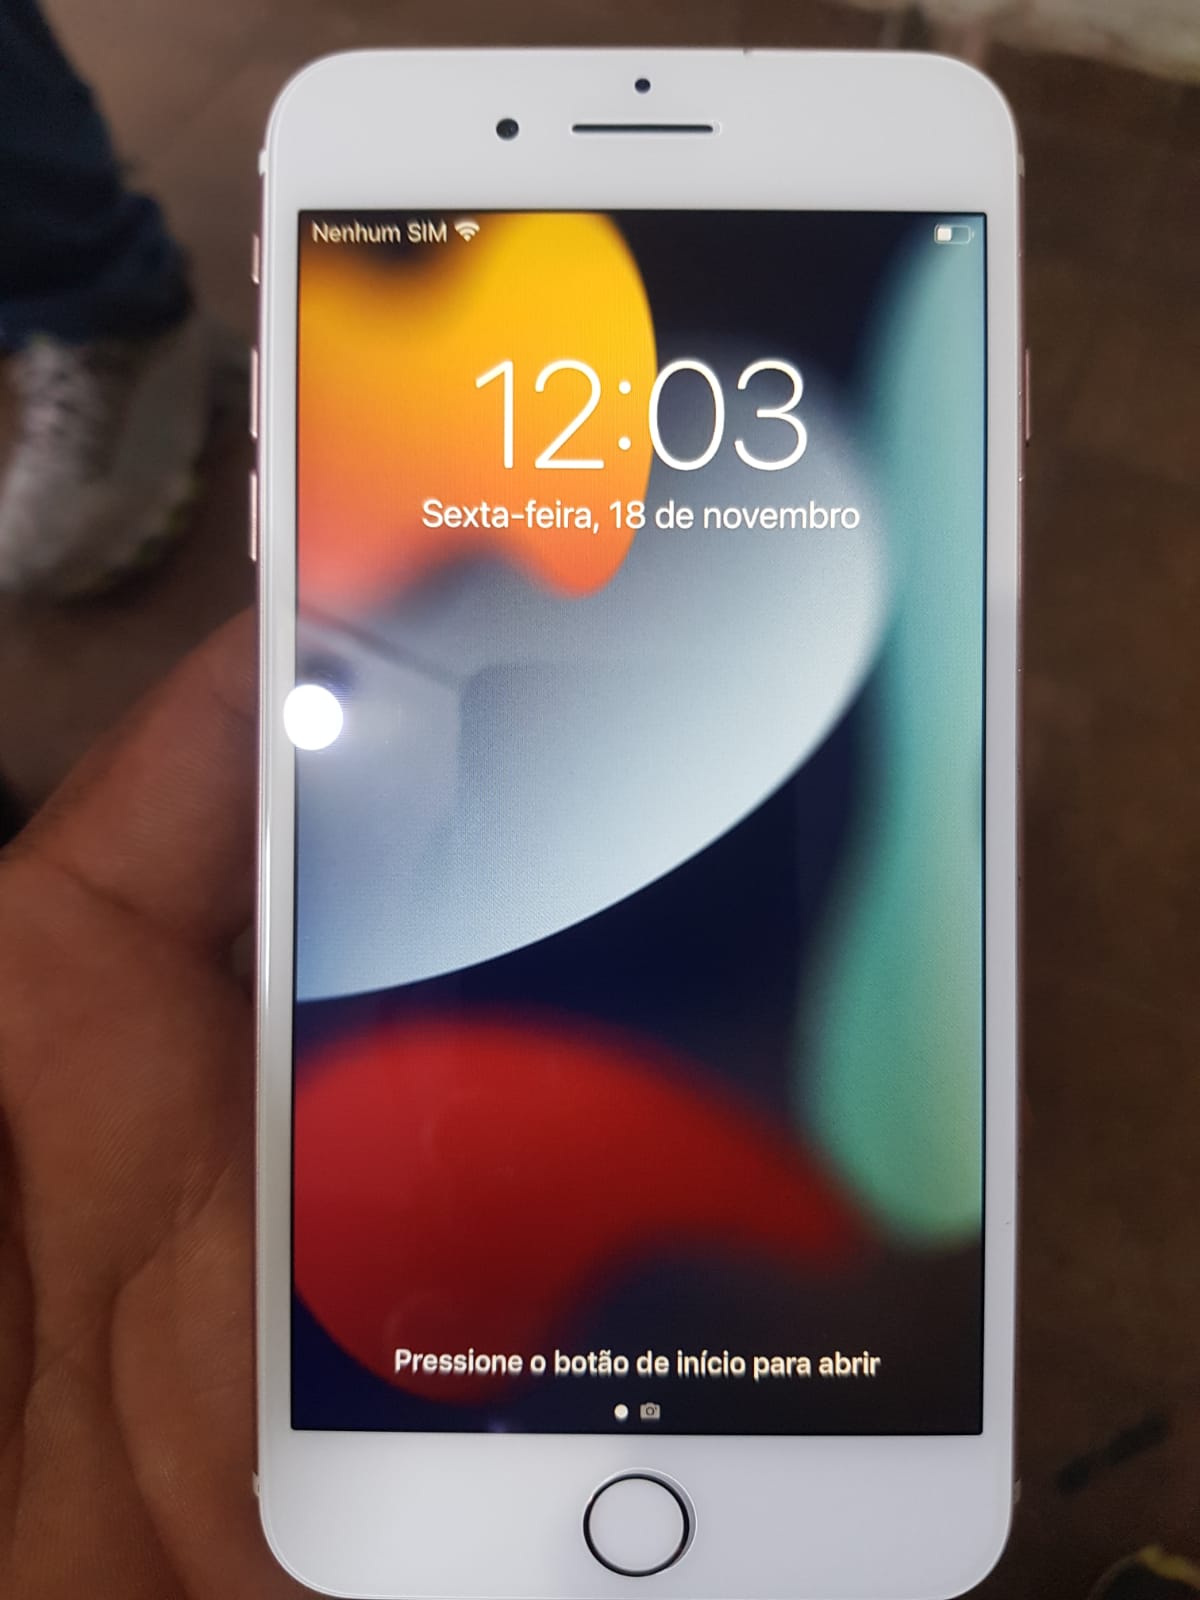 Nenhum SIM
12:03
Sexta-feira, 18 de novembro
Pressione o botão de início para abrir